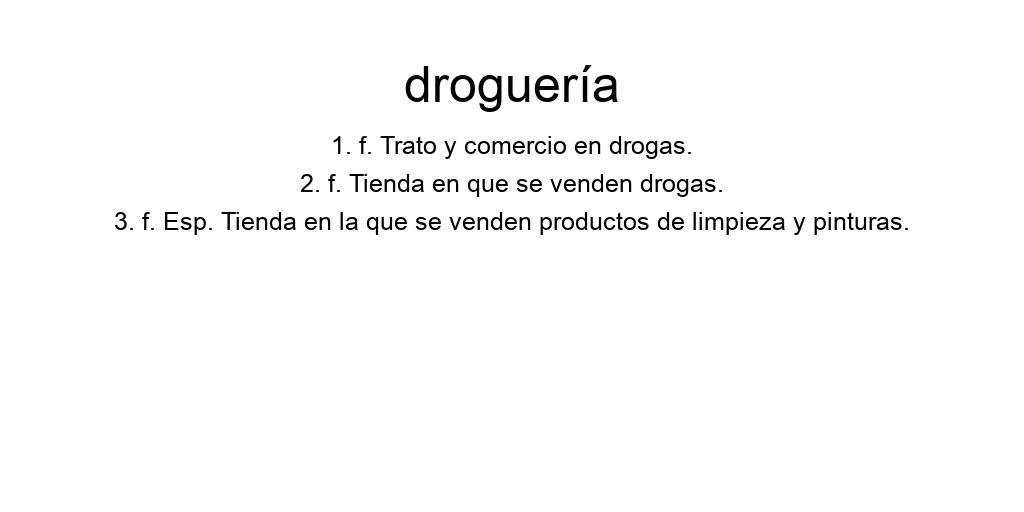 droguería
1. f. Trato y comercio en drogas.
2. f. Tienda en que se venden drogas.
3. f. Esp. Tienda en la que se venden productos de limpieza y pinturas.